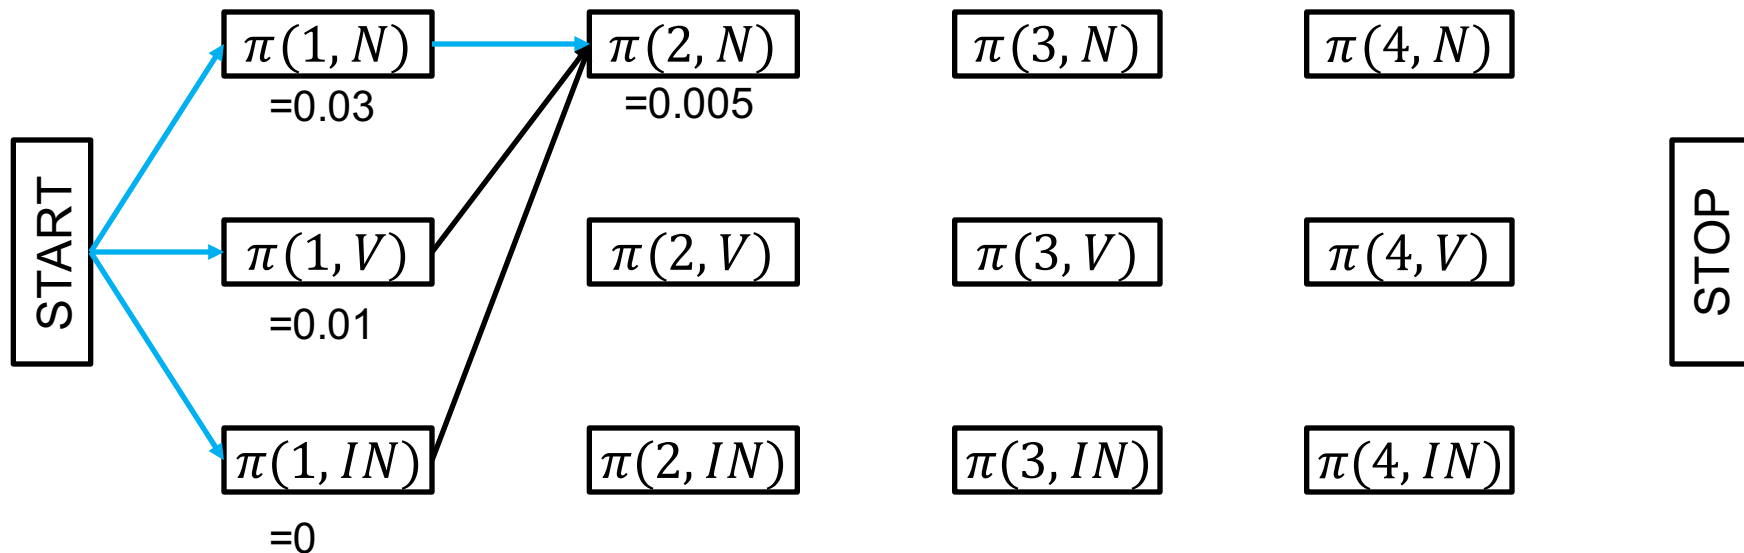 π(1, N) π(2, N) π(3, N) π(4, N)
=0.03 =0.005
START
π(1, V) π(2, V) π(3, V) π(4, V)
STOP
=0.01
π(1, IN) π(2, IN) π(3, IN) π(4, IN)
=0